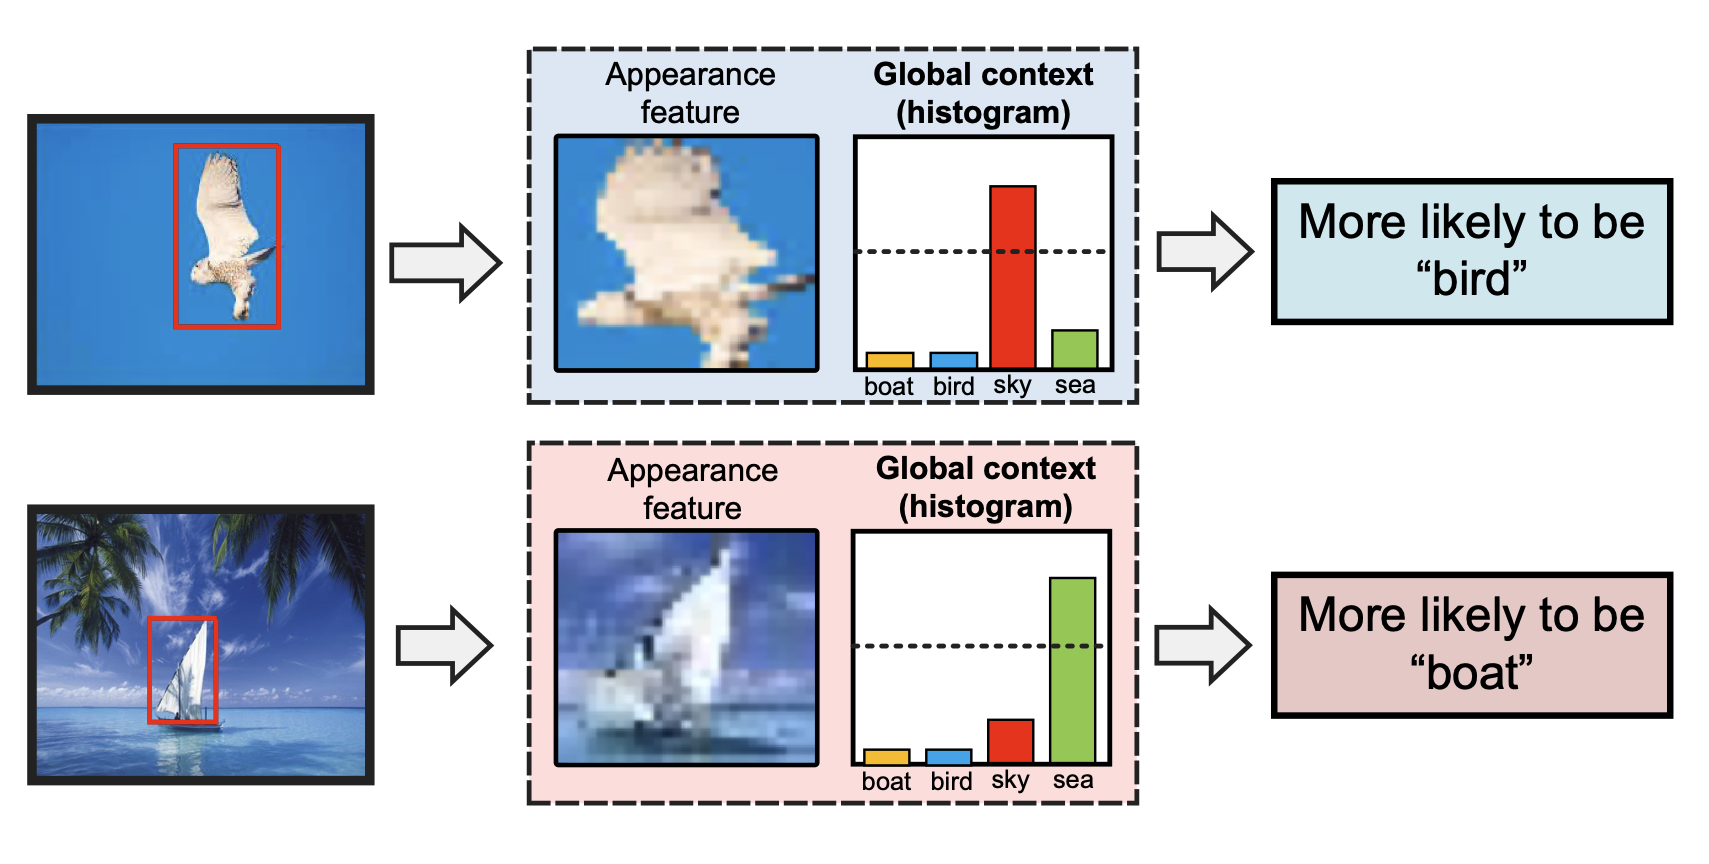 Appearance
feature
Global context
(histogram)
boat bird sky sea
More likely to be
“bird”
Appearance
feature
Global context
(histogram)
boat bird sky sea
More likely to be
“boat”